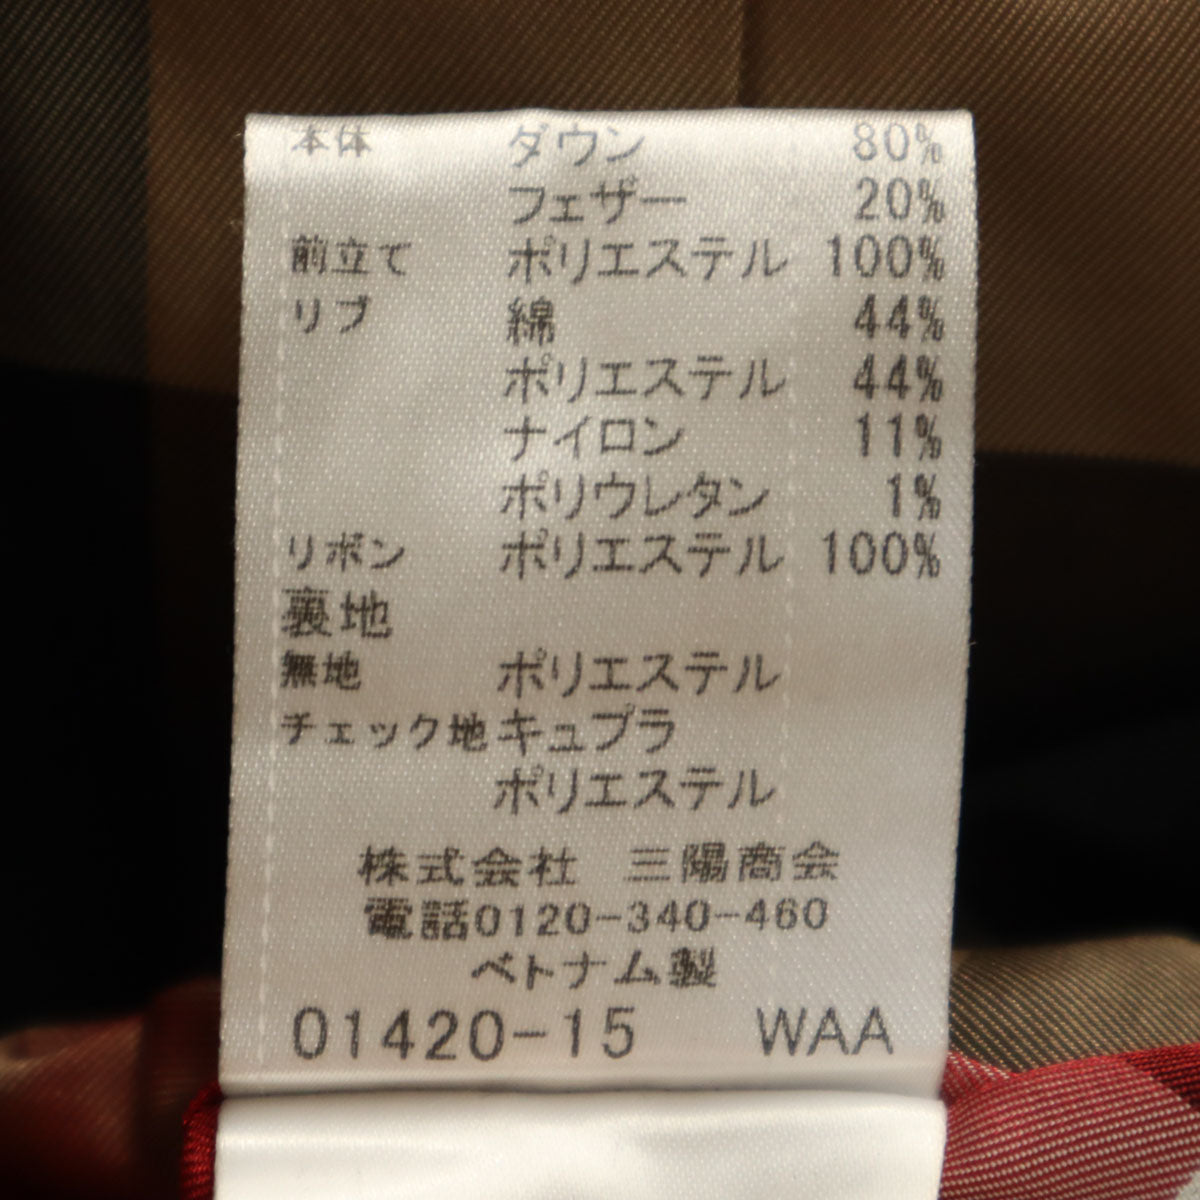 本体 ダウン 80%
フェザー 20%
前立て ポリエステル 100%
リブ 綿 44%
ポリエステル 44%
ナイロン 11%
ポリウレタン 1%
リボン ポリエステル 100%
裏地
無地 ポリエステル
チェック地 キュプラ
ポリエステル
株式会社 三陽商会
電話0120-340-460
ベトナム製
01420-15 WAA